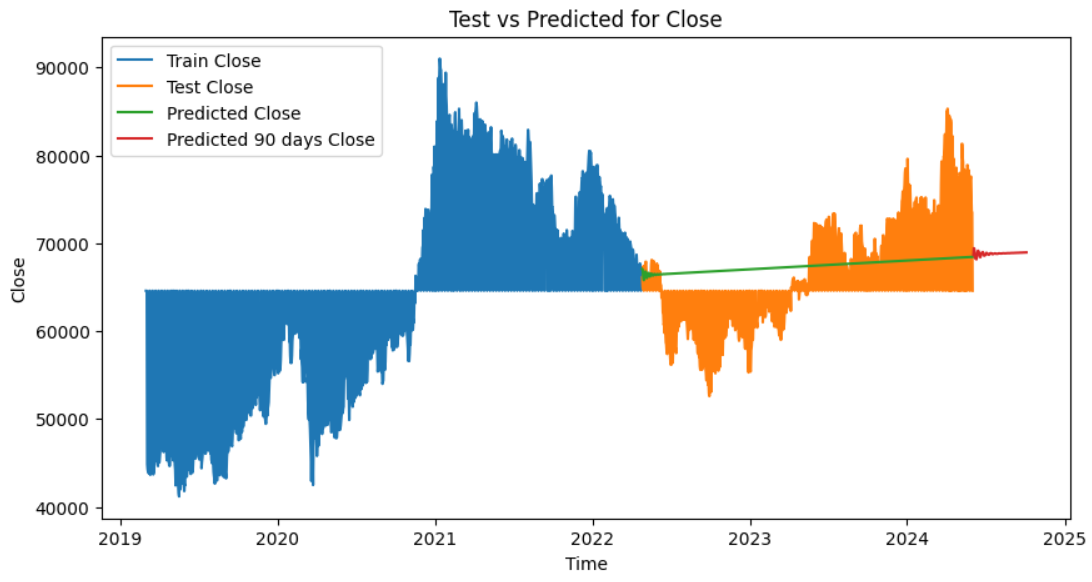 Test vs Predicted for Close
Train Close
Test Close
Predicted Close
Predicted 90 days Close
Close
90000
80000
70000
60000
50000
40000
2019 2020 2021 2022 2023 2024 2025
Time